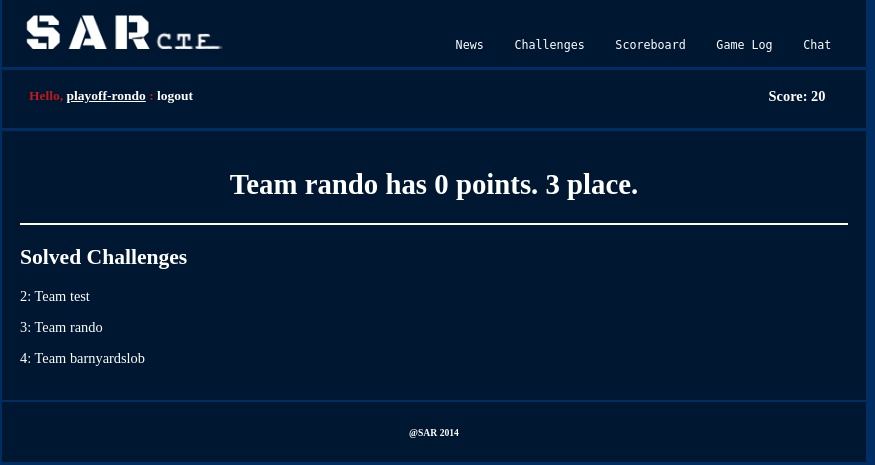 SAR CTF
News Challenges Scoreboard Game Log Chat
Hello, playoff-rondo : logout
Score: 20
Team rando has 0 points. 3 place.
Solved Challenges
2: Team test
3: Team rando
4: Team barnyardslob
@SAR 2014